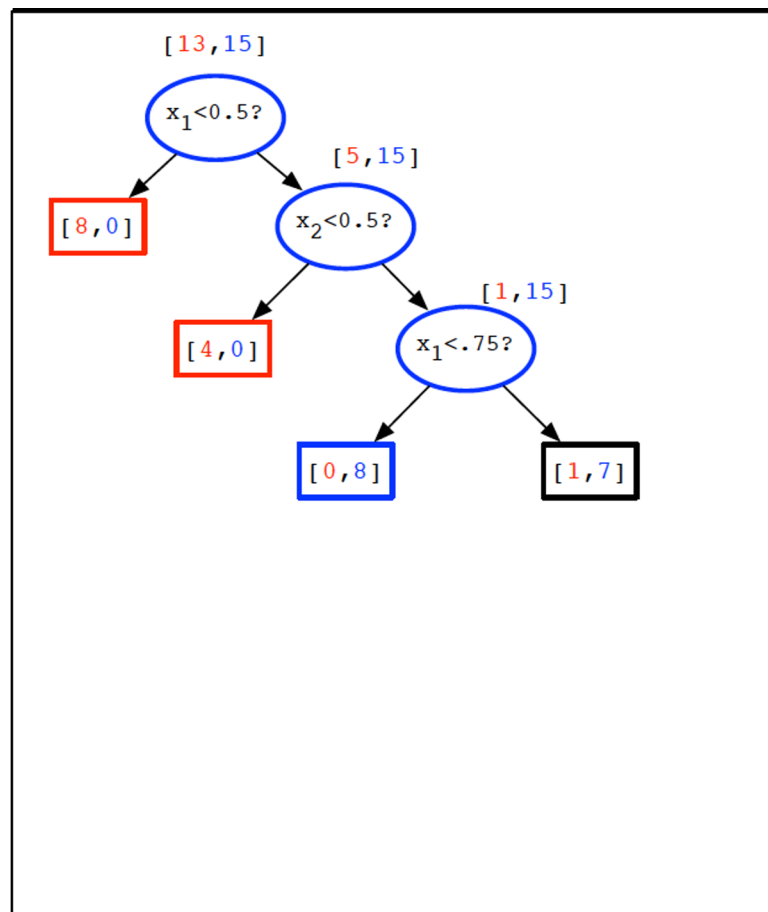 [13,15]
x1<0.5?
[5,15]
[8,0]
x2<0.5?
[1,15]
[4,0]
x1<.75?
[0,8]
[1,7]